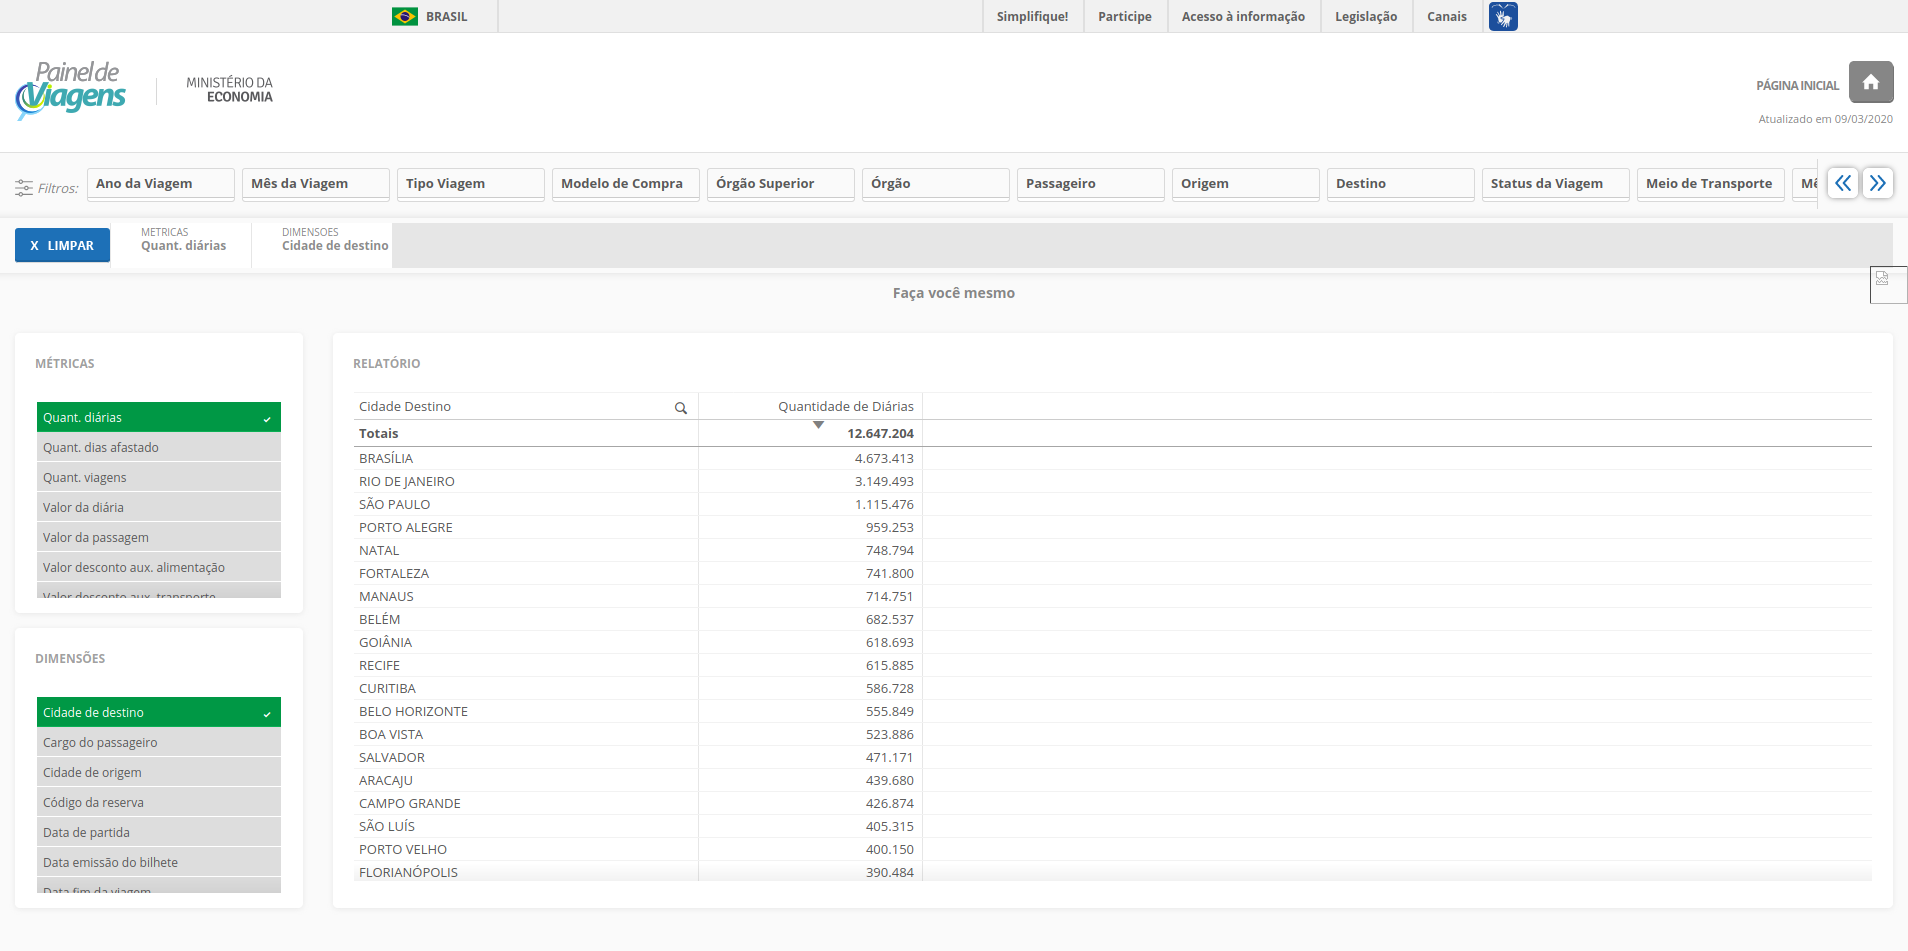 BRASIL
Simplifique!
Participe
Acesso à informação
Legislação
Canais
Painel de
Viagens
MINISTÉRIO DA
ECONOMIA
PÁGINA INICIAL
Atualizado em 09/03/2020
Filtros:
Ano da Viagem
Mês da Viagem
Tipo Viagem
Modelo de Compra
Órgão Superior
Órgão
Passageiro
Origem
Destino
Status da Viagem
Meio de Transporte
X LIMPAR
METRICAS
Quant. diárias
DIMENSOES
Cidade de destino
Faça você mesmo
MÉTRICAS
Quant. diárias
Quant. dias afastado
Quant. viagens
Valor da diária
Valor da passagem
Valor desconto aux. alimentação
Valor desconto aux. transporte
DIMENSÕES
Cidade de destino
Cargo do passageiro
Cidade de origem
Código da reserva
Data de partida
Data emissão do bilhete
Data fim da viagem
RELATÓRIO
Cidade Destino Quantidade de Diárias
Totais 12.647.204
BRASÍLIA 4.673.413
RIO DE JANEIRO 3.149.493
SÃO PAULO 1.115.476
PORTO ALEGRE 959.253
NATAL 748.794
FORTALEZA 741.800
MANAUS 714.751
BELÉM 682.537
GOIÂNIA 618.693
RECIFE 615.885
CURITIBA 586.728
BELO HORIZONTE 555.849
BOA VISTA 523.886
SALVADOR 471.171
ARACAJU 439.680
CAMPO GRANDE 426.874
SÃO LUÍS 405.315
PORTO VELHO 400.150
FLORIANÓPOLIS 390.484